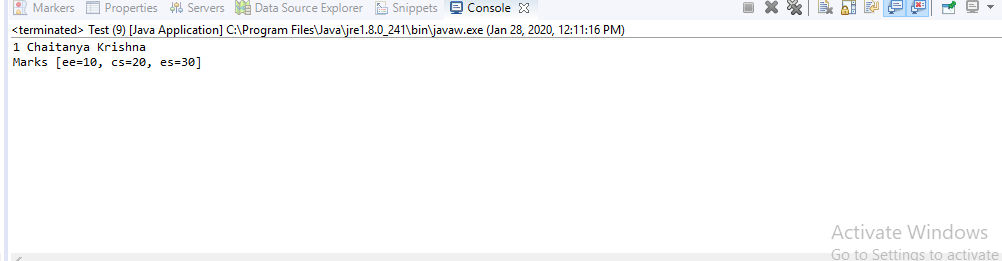 Markers Properties Servers Data Source Explorer Snippets Console
<terminated> Test (9) [Java Application] C:\Program Files\Java\jre1.8.0_241\bin\javaw.exe (Jan 28, 2020, 12:11:16 PM)
1 Chaitanya Krishna
Marks [ee=10, cs=20, es=30]
Activate Windows
Go to Settings to activate